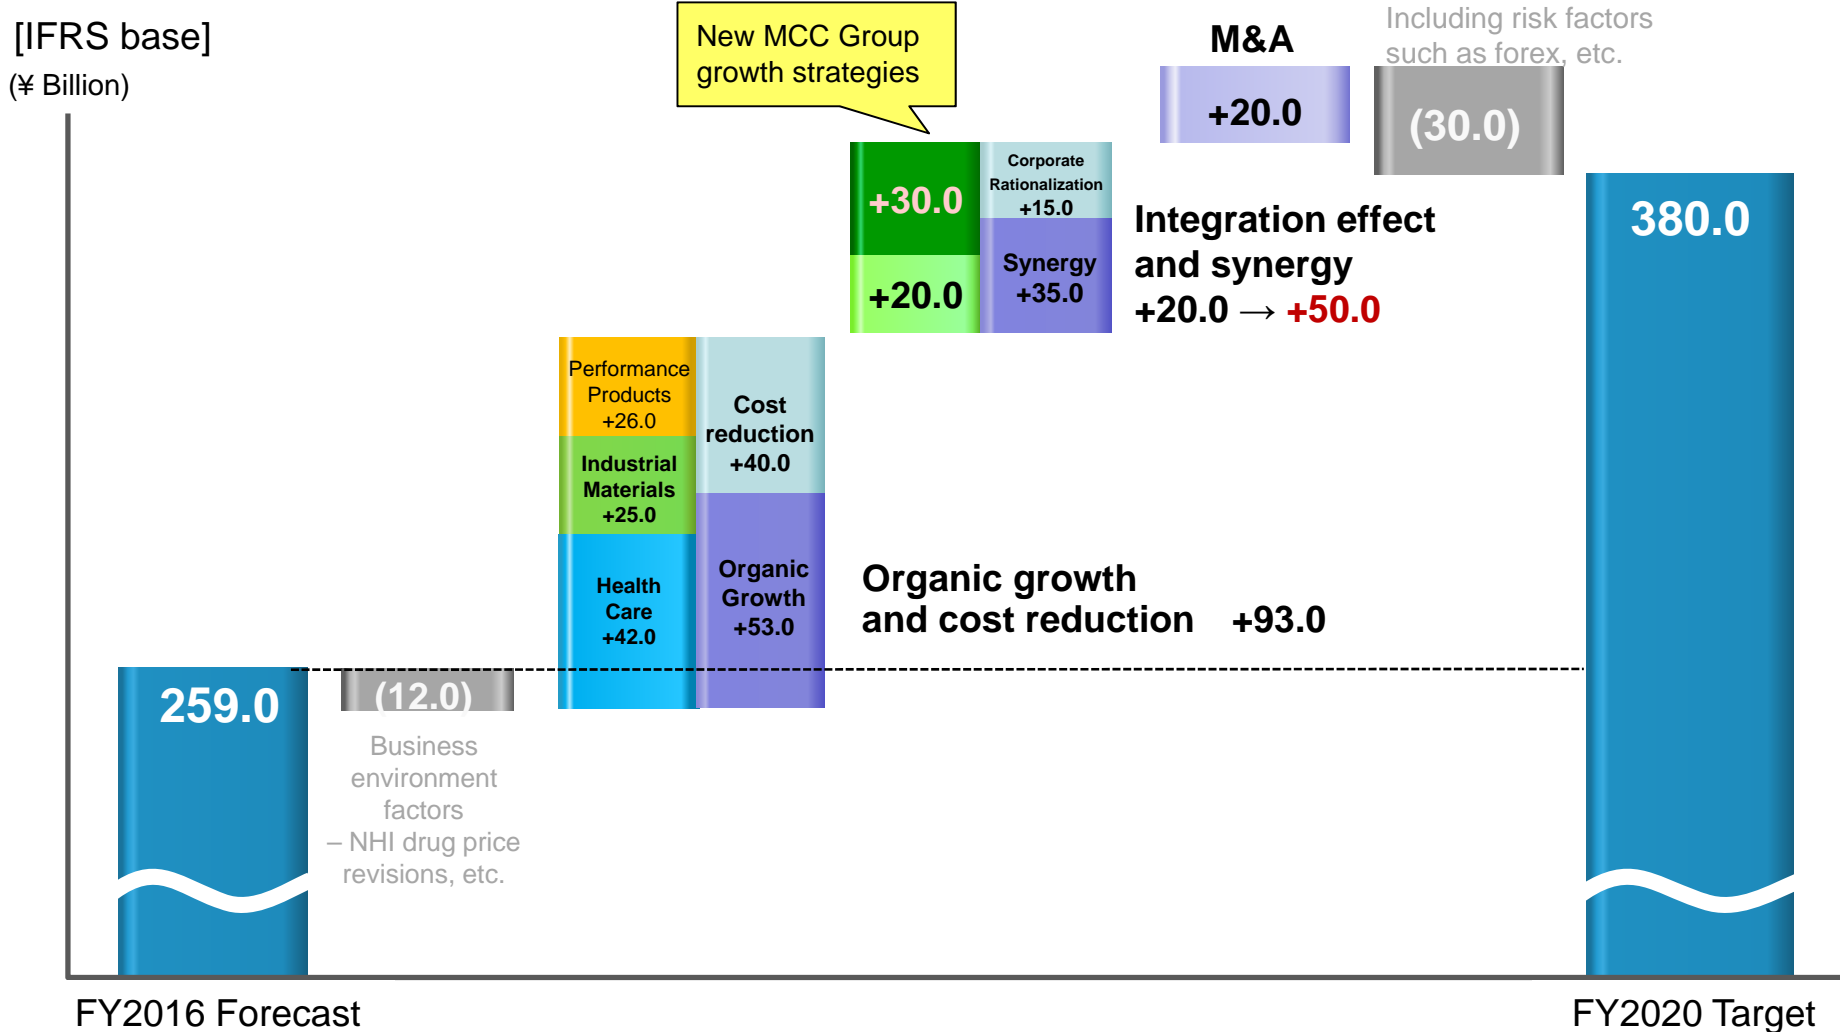 [IFRS base]
(¥ Billion)
New MCC Group
growth strategies
M&A
+20.0
Including risk factors
such as forex, etc.
(30.0)
+30.0
+20.0
Corporate
Rationalization
+15.0
Synergy
+35.0
Integration effect
and synergy
+20.0 → +50.0
380.0
Performance
Products
+26.0
Industrial
Materials
+25.0
Health
Care
+42.0
Cost
reduction
+40.0
Organic
Growth
+53.0
Organic growth
and cost reduction +93.0
259.0
(12.0)
Business
environment
factors
– NHI drug price
revisions, etc.
FY2016 Forecast
FY2020 Target